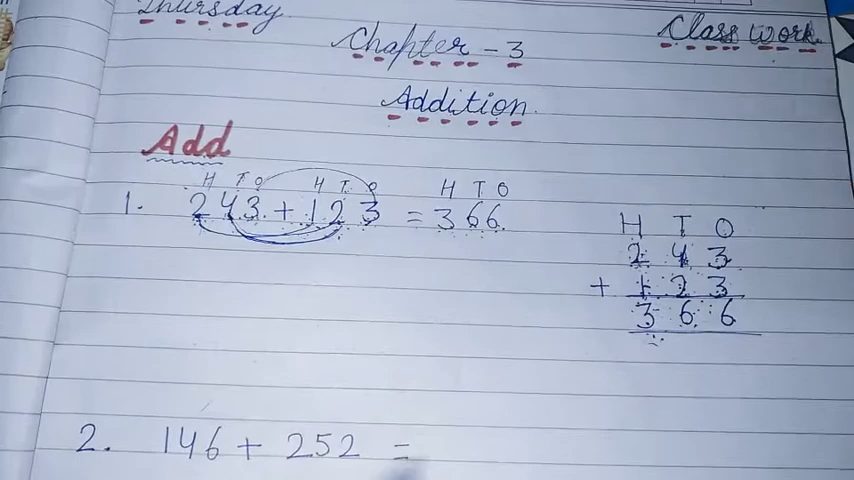 Thursday
Class work
Chapter - 3
Addition.
Add
H T O H T O H T O
1. 243 + 123 = 366.
H T O
2 4 3
+ 1 2 3
3 6 6
2. 146 + 252 =